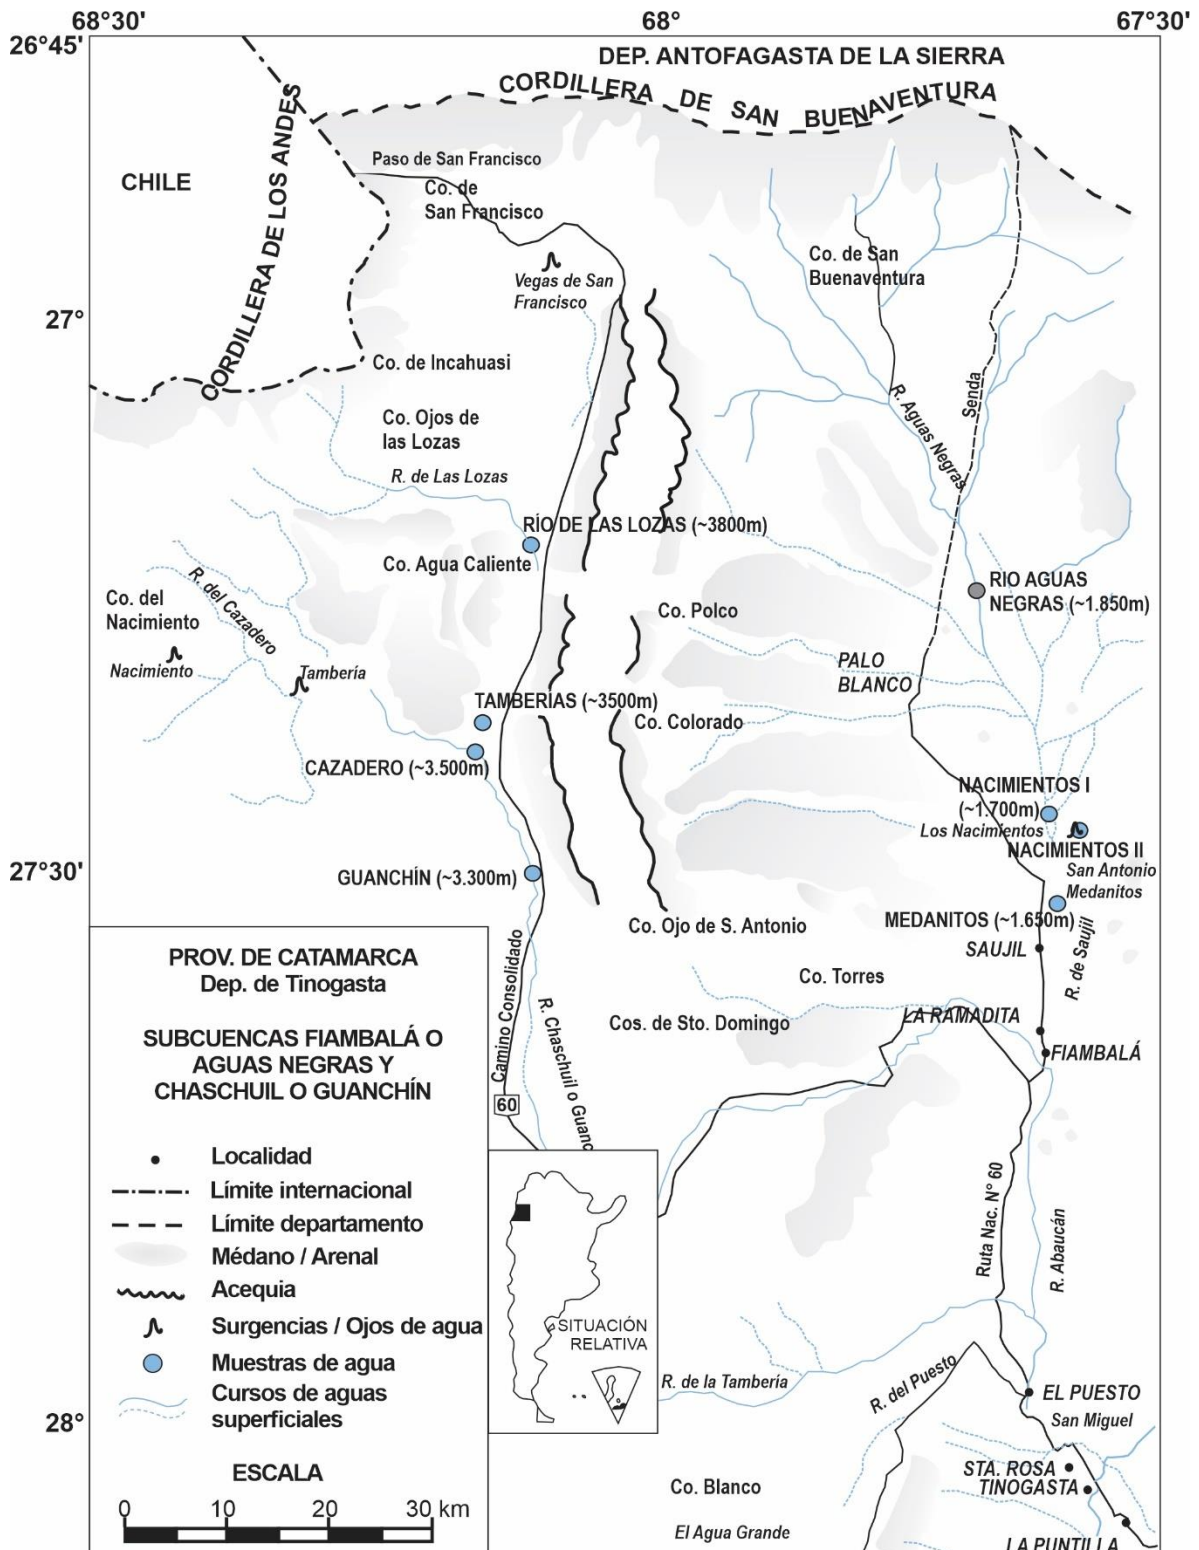 68°30'
68°
67°30'
26°45'
DEP. ANTOFAGASTA DE LA SIERRA
CORDILLERA DE SAN BUENAVENTURA
CORDILLERA DE LOS ANDES
CHILE
Paso de San Francisco
Co. de
San Francisco
Vegas de San
Francisco
Co. de San
Buenaventura
27°
Co. de Incahuasi
Co. Ojos de
las Lozas
R. de Las Lozas
R. Aguas Negras
Senda
RÍO DE LAS LOZAS (~3800m)
Co. Agua Caliente
RIO AGUAS
NEGRAS (~1.850m)
Co. del
Nacimiento
R. del Cazadero
Nacimiento
Tambería
Co. Polco
PALO
BLANCO
TAMBERÍAS (~3500m)
Co. Colorado
CAZADERO (~3.500m)
NACIMIENTOS I
(~1.700m)
Los Nacimientos
NACIMIENTOS II
San Antonio
Medanitos
27°30'
GUANCHÍN (~3.300m)
MEDANITOS (~1.650m)
Co. Ojo de S. Antonio
SAUJIL
R. de Saujil
Co. Torres
Camino Consolidado
R. Chaschuil o Guanc
Cos. de Sto. Domingo
LA RAMADITA
FIAMBALÁ
60
PROV. DE CATAMARCA
Dep. de Tinogasta
SUBCUENCAS FIAMBALÁ O
AGUAS NEGRAS Y
CHASCHUIL O GUANCHÍN
Localidad
Límite internacional
Límite departamento
Médano / Arenal
Acequia
Surgencias / Ojos de agua
Muestras de agua
Cursos de aguas
superficiales
ESCALA
0 10 20 30 km
SITUACIÓN
RELATIVA
Ruta Nac. N° 60
R. Abaucán
R. de la Tambería
R. del Puesto
EL PUESTO
San Miguel
28°
STA. ROSA
TINOGASTA
Co. Blanco
El Agua Grande
LA PUNTILLA